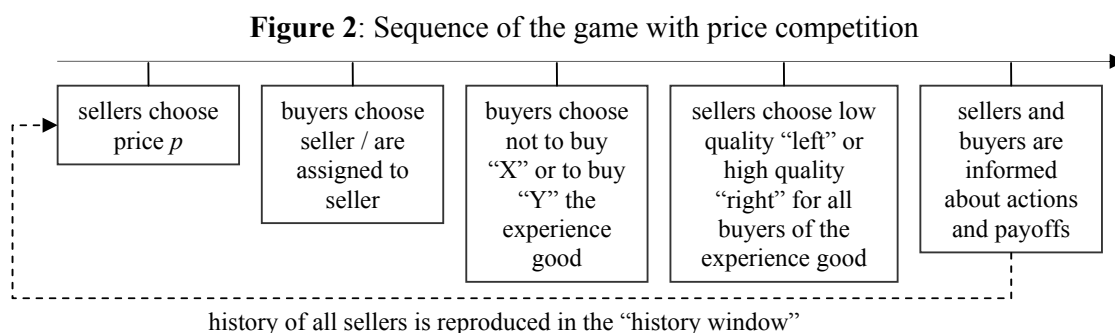 Figure 2: Sequence of the game with price competition
sellers choose
price p
buyers choose
seller / are
assigned to
seller
buyers choose
not to buy
“X” or to buy
“Y” the
experience
good
sellers choose low
quality “left” or
high quality
“right” for all
buyers of the
experience good
sellers and
buyers are
informed
about actions
and payoffs
history of all sellers is reproduced in the “history window”